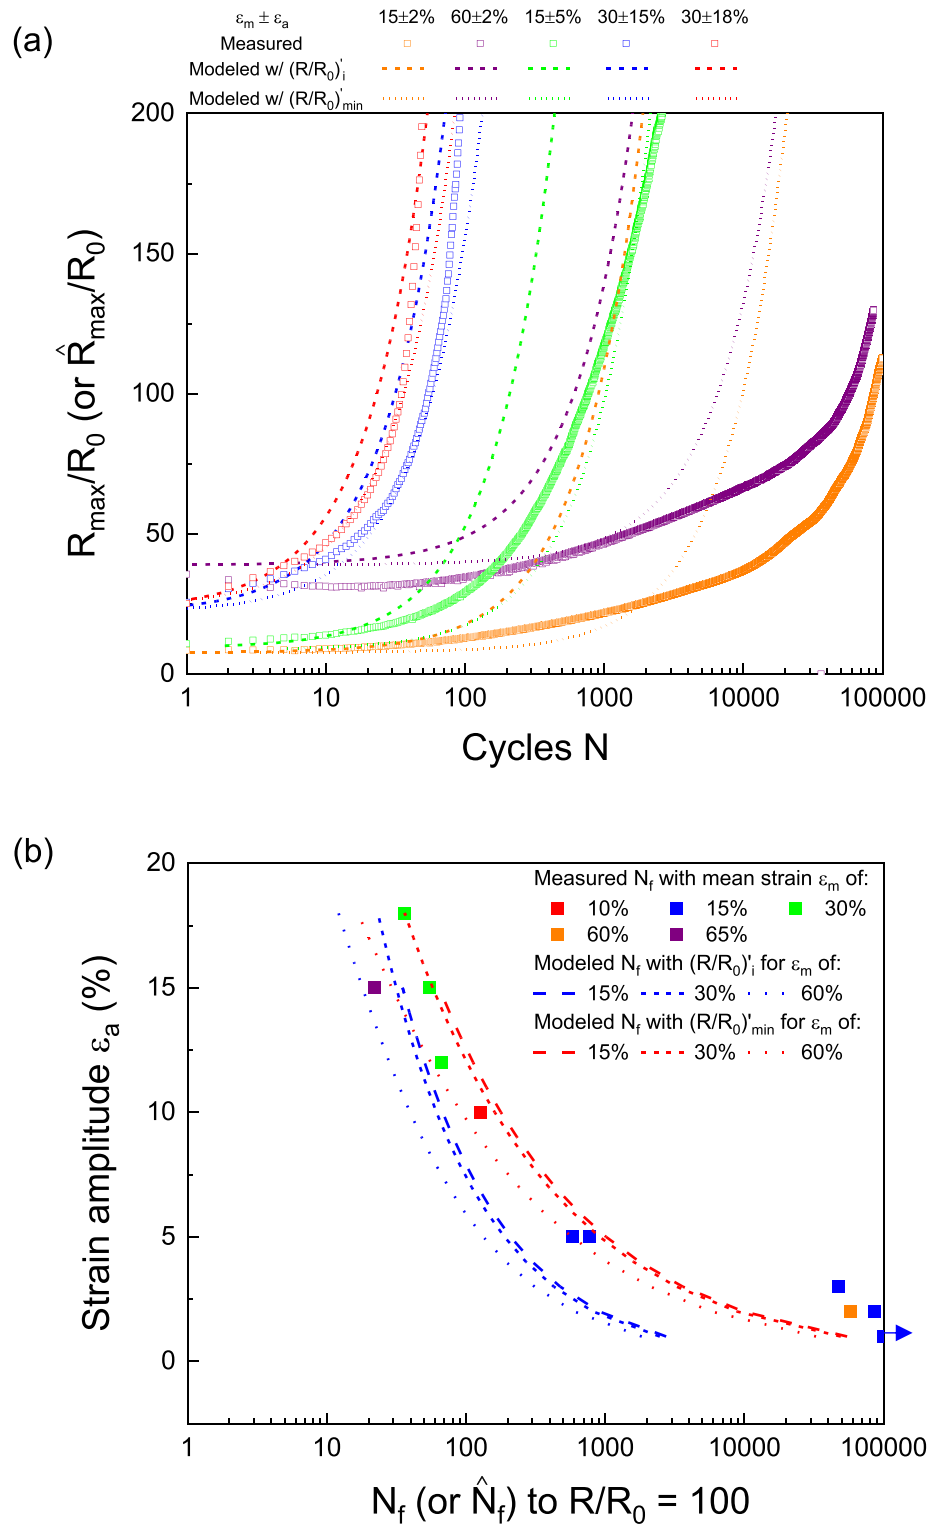 (a)
εm ± εa 15±2% 60±2% 15±5% 30±15% 30±18%
Measured
Modeled w/ (R/R0)'i
Modeled w/ (R/R0)'min
200
150
100
50
0
Rmax/R0 (or R̂max/R0)
1 10 100 1000 10000 100000
Cycles N
(b)
20
15
10
5
0
Strain amplitude εa (%)
Measured Nf with mean strain εm of:
10% 15% 30%
60% 65%
Modeled Nf with (R/R0)'i for εm of:
15% 30% 60%
Modeled Nf with (R/R0)'min for εm of:
15% 30% 60%
1 10 100 1000 10000 100000
Nf (or N̂f) to R/R0 = 100